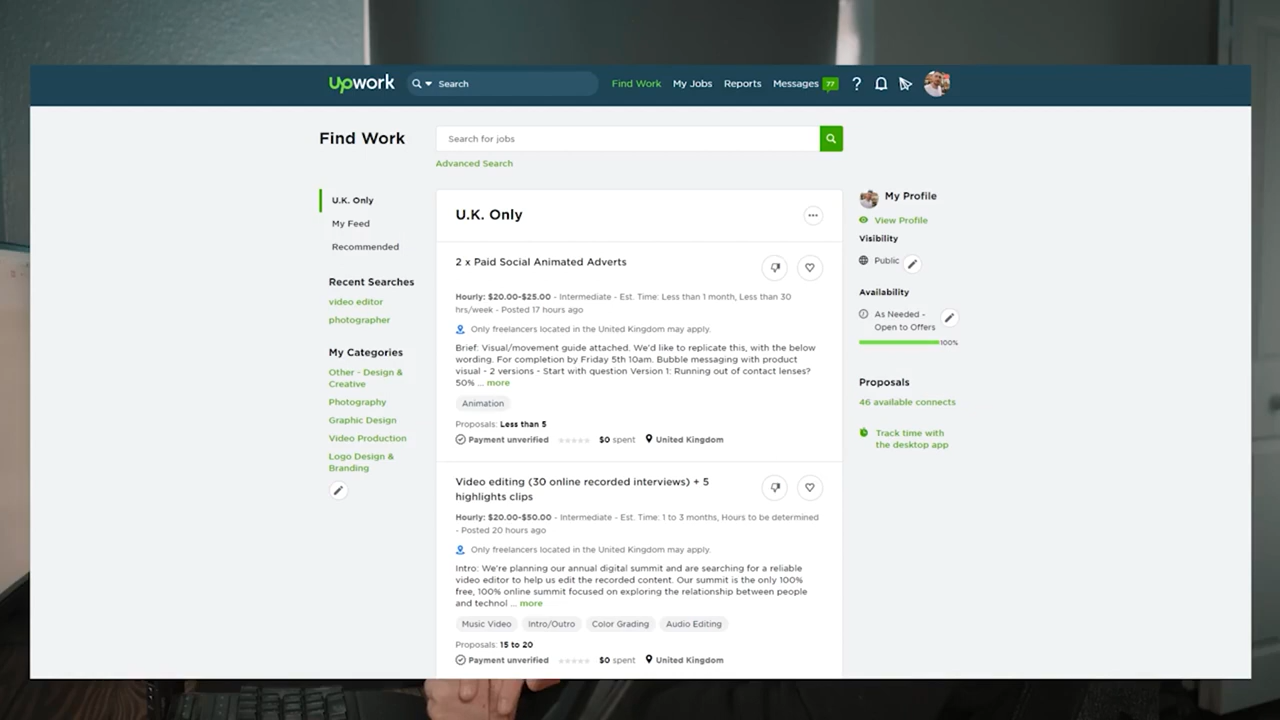 upwork
Search
Find Work
My Jobs
Reports
Messages
77
?
Find Work
Search for jobs
Advanced Search
U.K. Only
My Feed
Recommended
Recent Searches
video editor
photographer
My Categories
Other - Design &
Creative
Photography
Graphic Design
Video Production
Logo Design &
Branding
U.K. Only
2 x Paid Social Animated Adverts
Hourly: $20.00-$25.00 - Intermediate - Est. Time: Less than 1 month, Less than 30
hrs/week - Posted 17 hours ago
Only freelancers located in the United Kingdom may apply.
Brief: Visual/movement guide attached. We'd like to replicate this, with the below
wording. For completion by Friday 5th 10am. Bubble messaging with product
visual - 2 versions - Start with question Version 1: Running out of contact lenses?
50% ... more
Animation
Proposals: Less than 5
Payment unverified $0 spent United Kingdom
Video editing (30 online recorded interviews) + 5
highlights clips
Hourly: $20.00-$50.00 - Intermediate - Est. Time: 1 to 3 months, Hours to be determined
- Posted 20 hours ago
Only freelancers located in the United Kingdom may apply.
Intro: We're planning our annual digital summit and are searching for a reliable
video editor to help us edit the recorded content. Our summit is the only 100%
free, 100% online summit focused on exploring the relationship between people
and technol ... more
Music Video Intro/Outro Color Grading Audio Editing
Proposals: 15 to 20
Payment unverified $0 spent United Kingdom
My Profile
View Profile
Visibility
Public
Availability
As Needed -
Open to Offers
100%
Proposals
46 available connects
Track time with
the desktop app